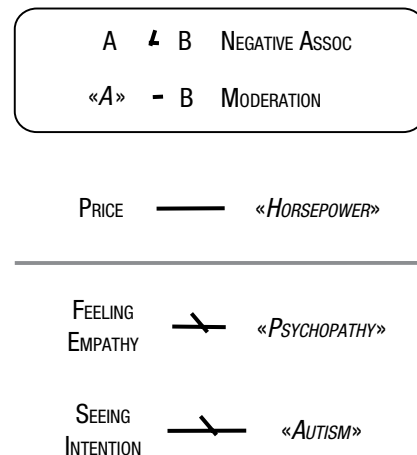 A B NEGATIVE ASSOC
«A» B MODERATION
PRICE «HORSEPOWER»
FEELING
EMPATHY «PSYCHOPATHY»
SEEING
INTENTION «AUTISM»